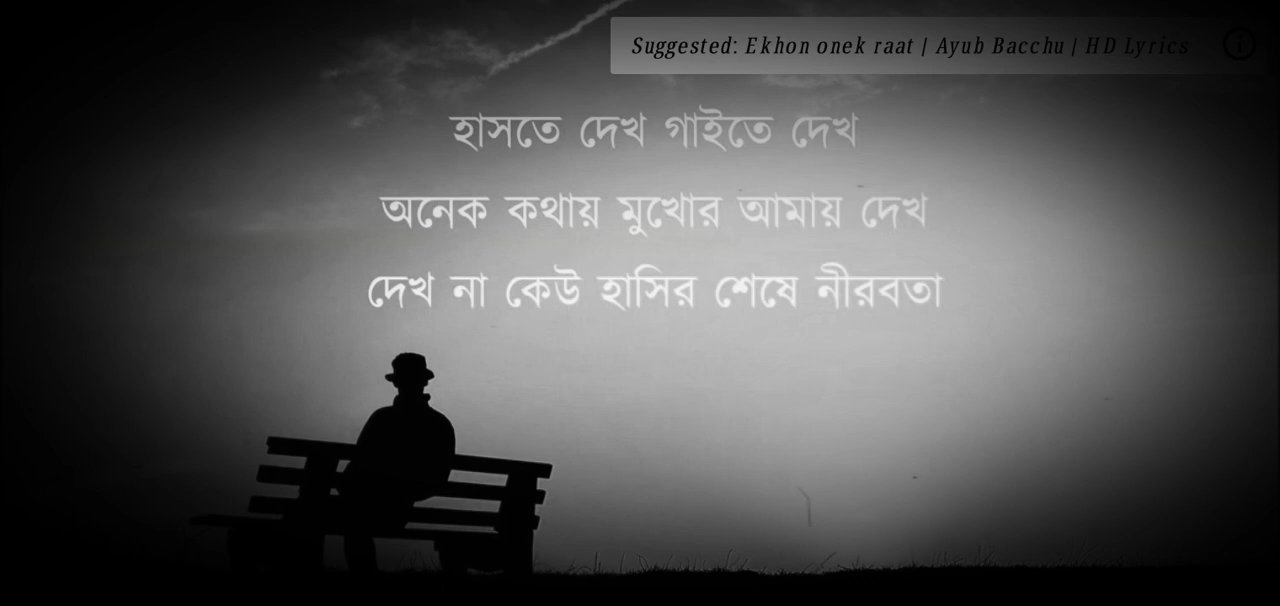 Suggested: Ekhon onek raat | Ayub Bacchu | HD Lyrics
হাসতে দেখ গাইতে দেখ
অনেক কথায় মুখোর আমায় দেখ
দেখ না কেউ হাসির শেষে নীরবতা